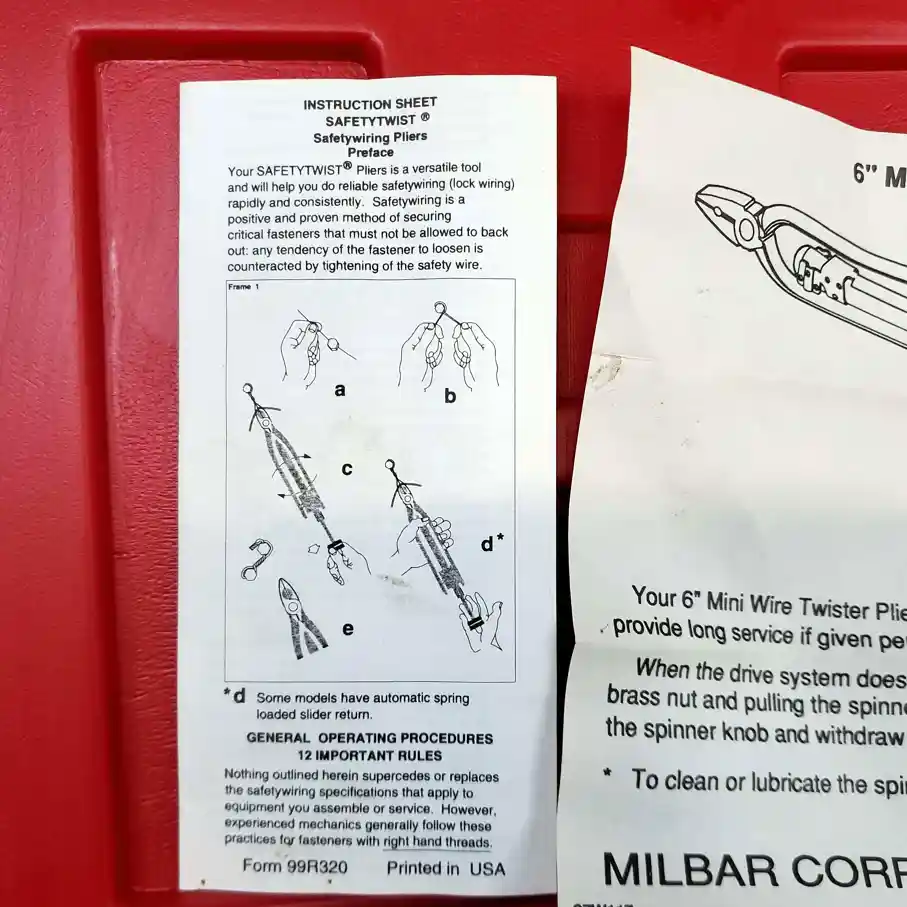 INSTRUCTION SHEET
SAFETYTWIST ®
Safetywiring Pliers
Preface
Your SAFETYTWIST® Pliers is a versatile tool
and will help you do reliable safetywiring (lock wiring)
rapidly and consistently. Safetywiring is a
positive and proven method of securing
critical fasteners that must not be allowed to back
out: any tendency of the fastener to loosen is
counteracted by tightening of the safety wire.
Frame 1
a
b
c
d*
e
*d Some models have automatic spring
loaded slider return.
GENERAL OPERATING PROCEDURES
12 IMPORTANT RULES
Nothing outlined herein supercedes or replaces
the safetywiring specifications that apply to
equipment you assemble or service. However,
experienced mechanics generally follow these
practices for fasteners with right hand threads.
Form 99R320 Printed in USA
6" M
Your 6" Mini Wire Twister Plie
provide long service if given pe
When the drive system does
brass nut and pulling the spinn
the spinner knob and withdraw
* To clean or lubricate the spi
MILBAR CORP